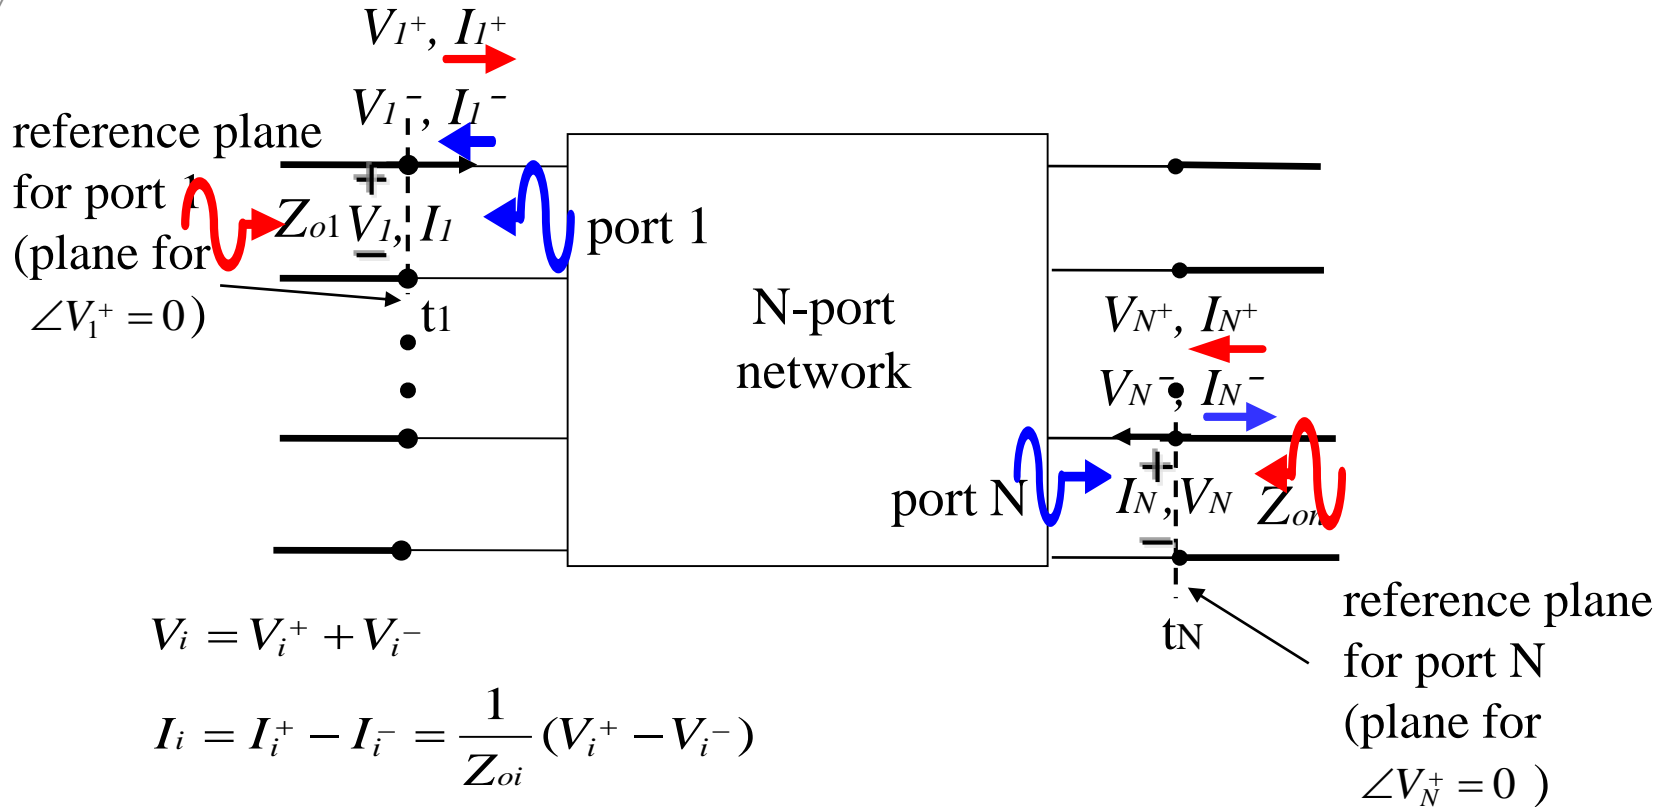 V1+, I1+
V1−, I1−
reference plane
for port 1
(plane for
∠V1+ = 0 )
+
Zo1 V1, I1
−
t1
port 1
N-port
network
VN+, IN+
VN−, IN−
port N
+
IN, VN
−
Zon
tN
reference plane
for port N
(plane for
∠VN+ = 0 )
Vi = Vi+ + Vi−
Ii = Ii+ − Ii− = 1/Zoi (Vi+ − Vi−)